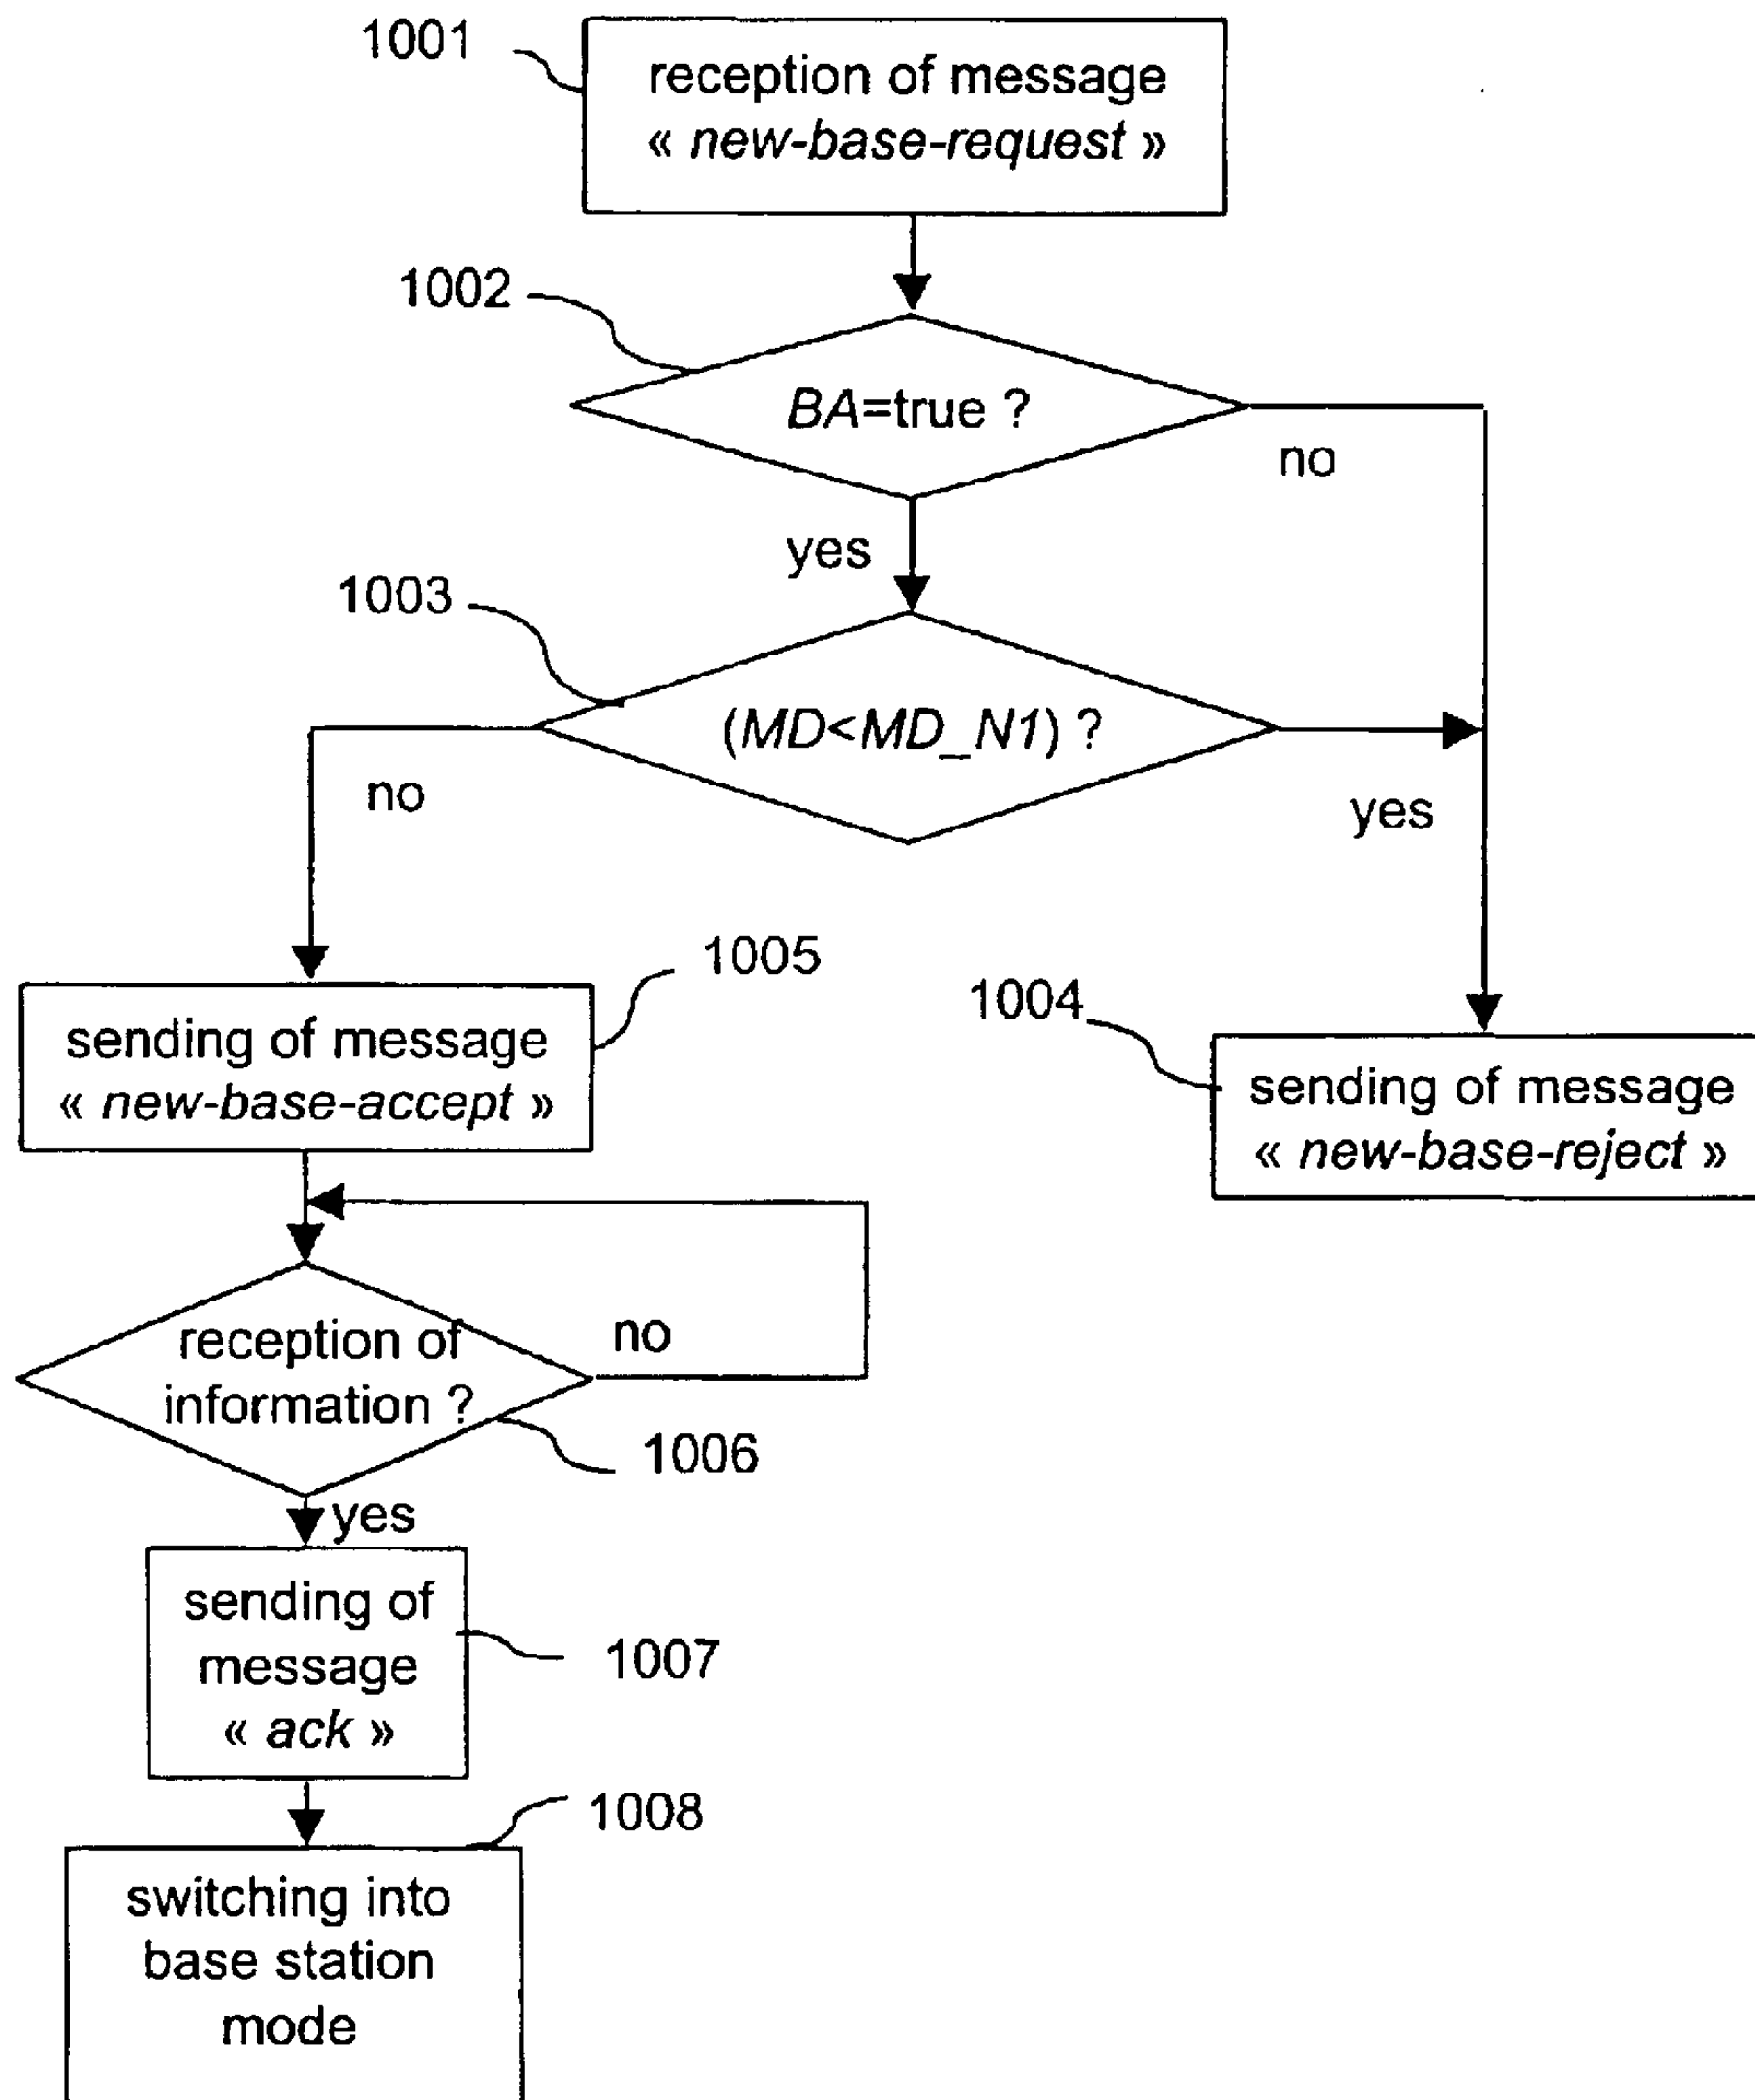 1001
reception of message
« new-base-request »
1002
BA=true ?
no
yes
1003
(MD<MD_N1) ?
no
yes
1005
sending of message
« new-base-accept »
1004
sending of message
« new-base-reject »
reception of
information ?
no
1006
yes
sending of
message
« ack »
1007
1008
switching into
base station
mode